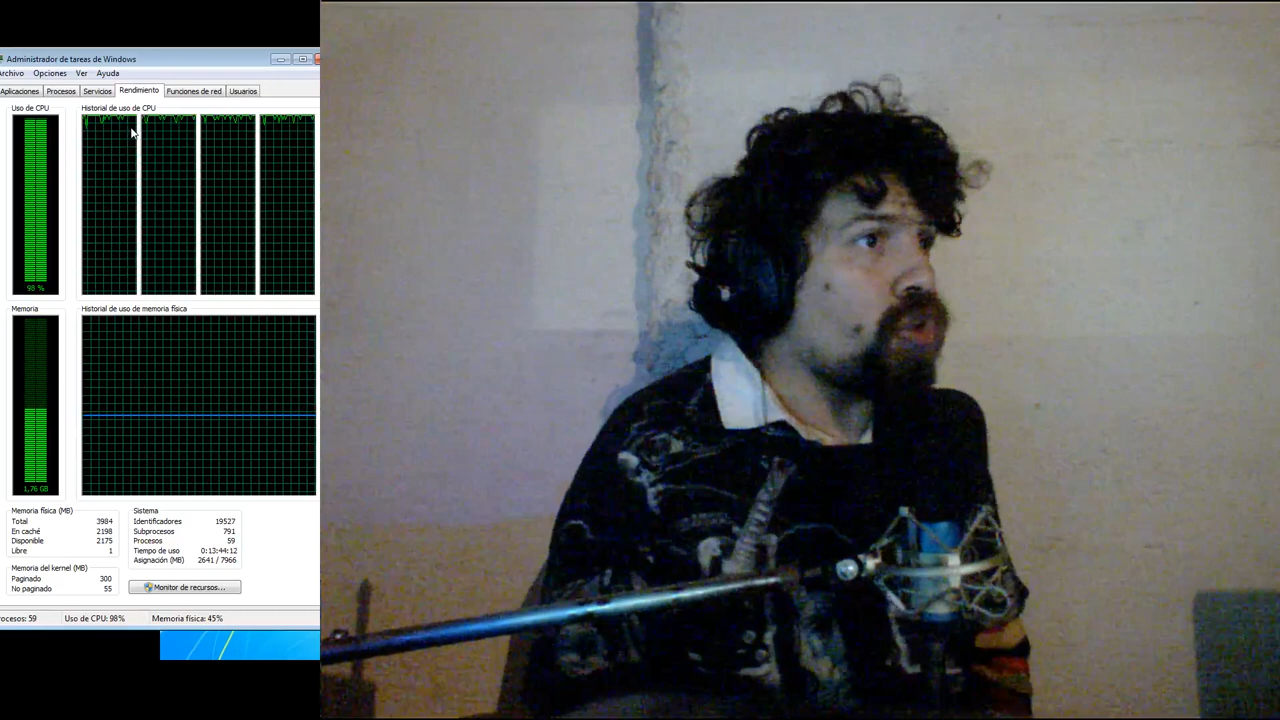 Administrador de tareas de Windows
Archivo Opciones Ver Ayuda
Aplicaciones Procesos Servicios Rendimiento Funciones de red Usuarios
Uso de CPU Historial de uso de CPU
98 %
Memoria Historial de uso de memoria física
1,76 GB
Memoria física (MB)
Total 3984
En caché 2198
Disponible 2175
Libre 1
Memoria del kernel (MB)
Paginado 300
No paginado 55
Sistema
Identificadores 19527
Subprocesos 791
Procesos 59
Tiempo de uso 0:13:44:12
Asignación (MB) 2641 / 7966
Monitor de recursos...
rocesos: 59 Uso de CPU: 98% Memoria física: 45%